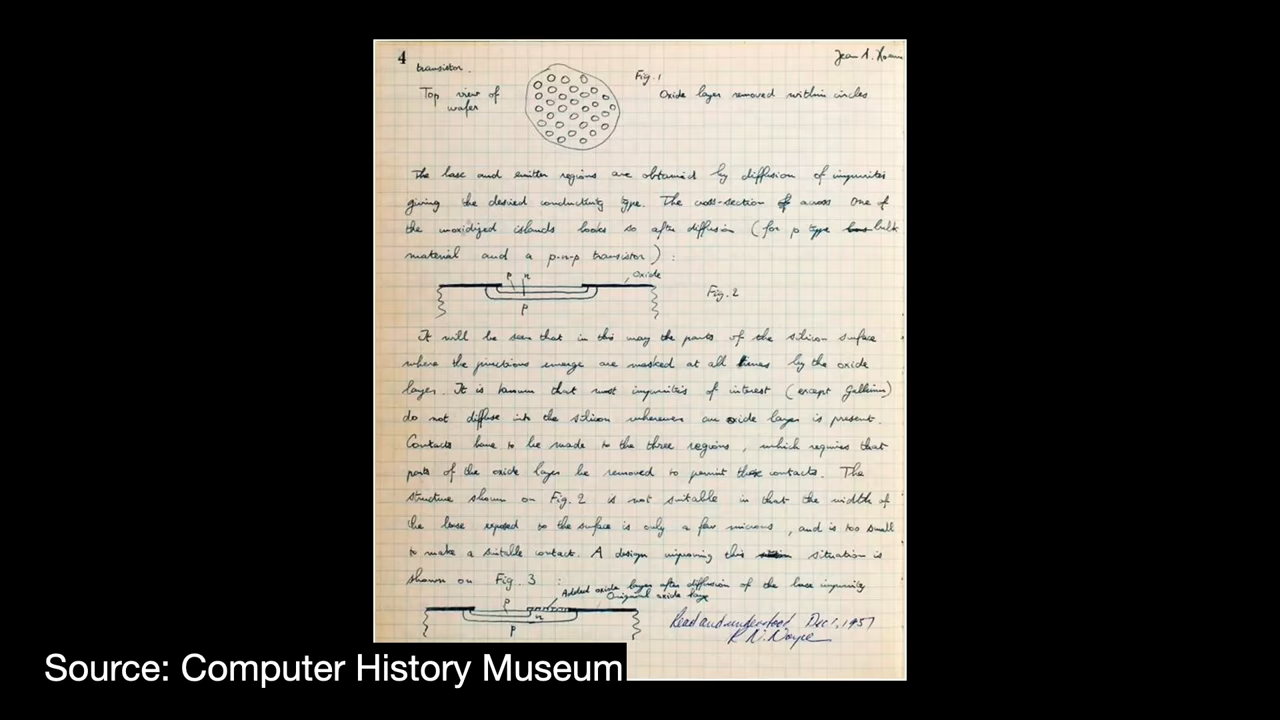 4
Jean A. Hoerni
transistor.
Fig. 1
Top view of
wafer
Oxide layer removed within circles
The base and emitter regions are obtained by diffusion of impurities
giving the desired conducting type. The cross-section of across one of
the unoxidized islands looks so after diffusion (for p type bulk
material and a p-n-p transistor) :
p n
oxide
Fig. 2
p
It will be seen that in this way the parts of the silicon surface
where the junctions emerge are masked at all times by the oxide
layer. It is known that most impurities of interest (except Gallium)
do not diffuse into the silicon wherever an oxide layer is present.
Contacts have to be made to the three regions, which requires that
parts of the oxide layer be removed to permit these contacts. The
structure shown on Fig. 2 is not suitable in that the width of
the base exposed to the surface is only a few microns, and is too small
to make a suitable contact. A design improving this situation is
shown on Fig. 3 :
Added oxide layer after diffusion of the base impurity
Original oxide layer
p
n
p
Read and understood Dec 1, 1957
R. N. Noyce
Source: Computer History Museum